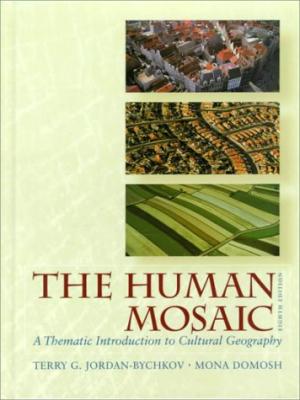 THE HUMAN
MOSAIC
EIGHTH EDITION
A Thematic Introduction to Cultural Geography
TERRY G. JORDAN-BYCHKOV · MONA DOMOSH